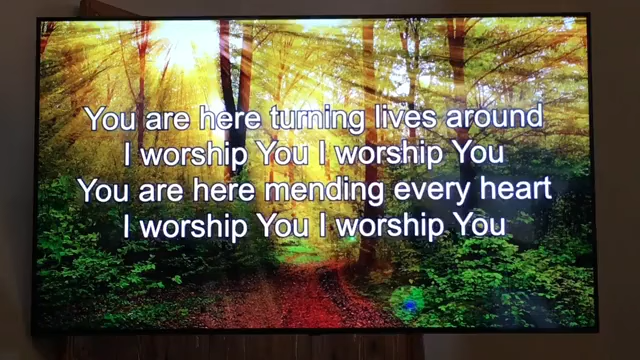 You are here turning lives around
I worship You I worship You
You are here mending every heart
I worship You I worship You